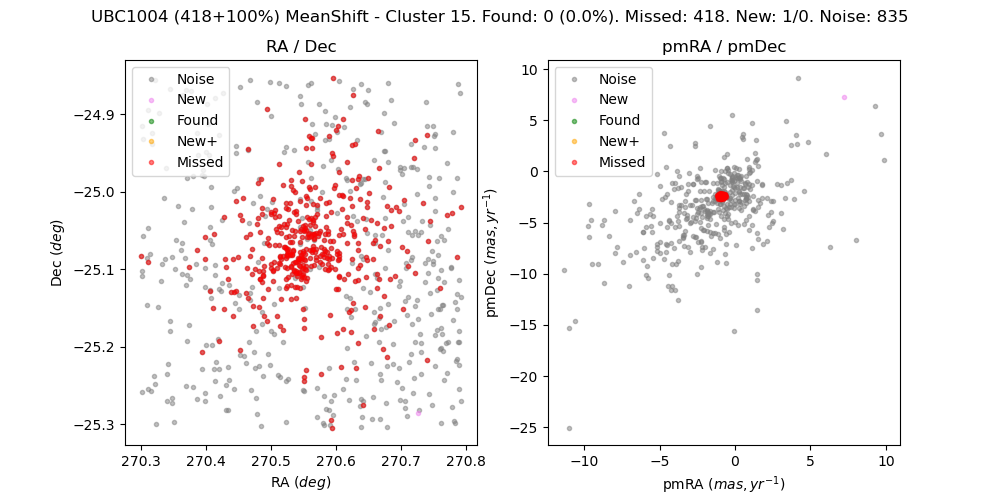 UBC1004 (418+100%) MeanShift - Cluster 15. Found: 0 (0.0%). Missed: 418. New: 1/0. Noise: 835
RA / Dec
Noise
New
Found
New+
Missed
−24.9
−25.0
−25.1
−25.2
−25.3
Dec (deg)
270.3 270.4 270.5 270.6 270.7 270.8
RA (deg)
pmRA / pmDec
Noise
New
Found
New+
Missed
10
5
0
−5
−10
−15
−20
−25
pmDec (mas, yr⁻¹)
−10 −5 0 5 10
pmRA (mas, yr⁻¹)